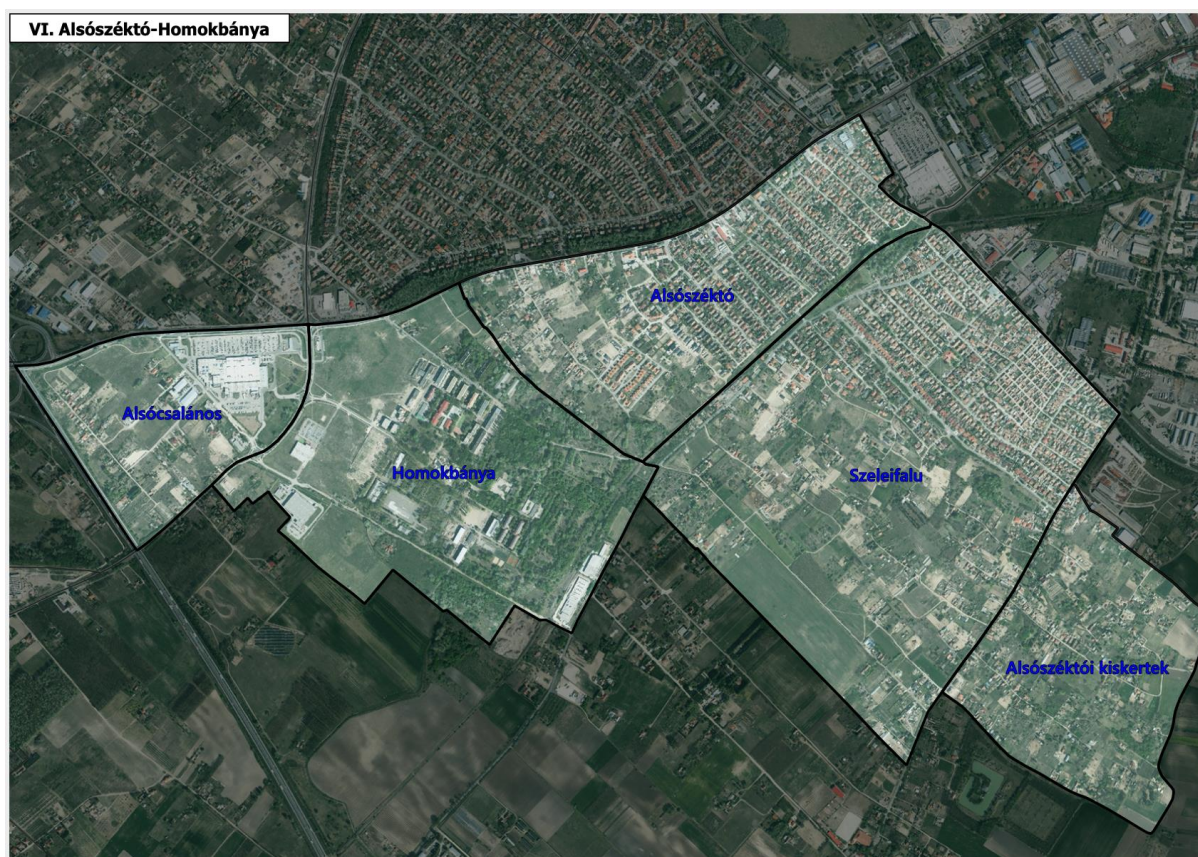 VI. Alsószéktó-Homokbánya
Alsószéktó
Alsócsalános
Homokbánya
Szeleifalu
Alsószéktói kiskertek